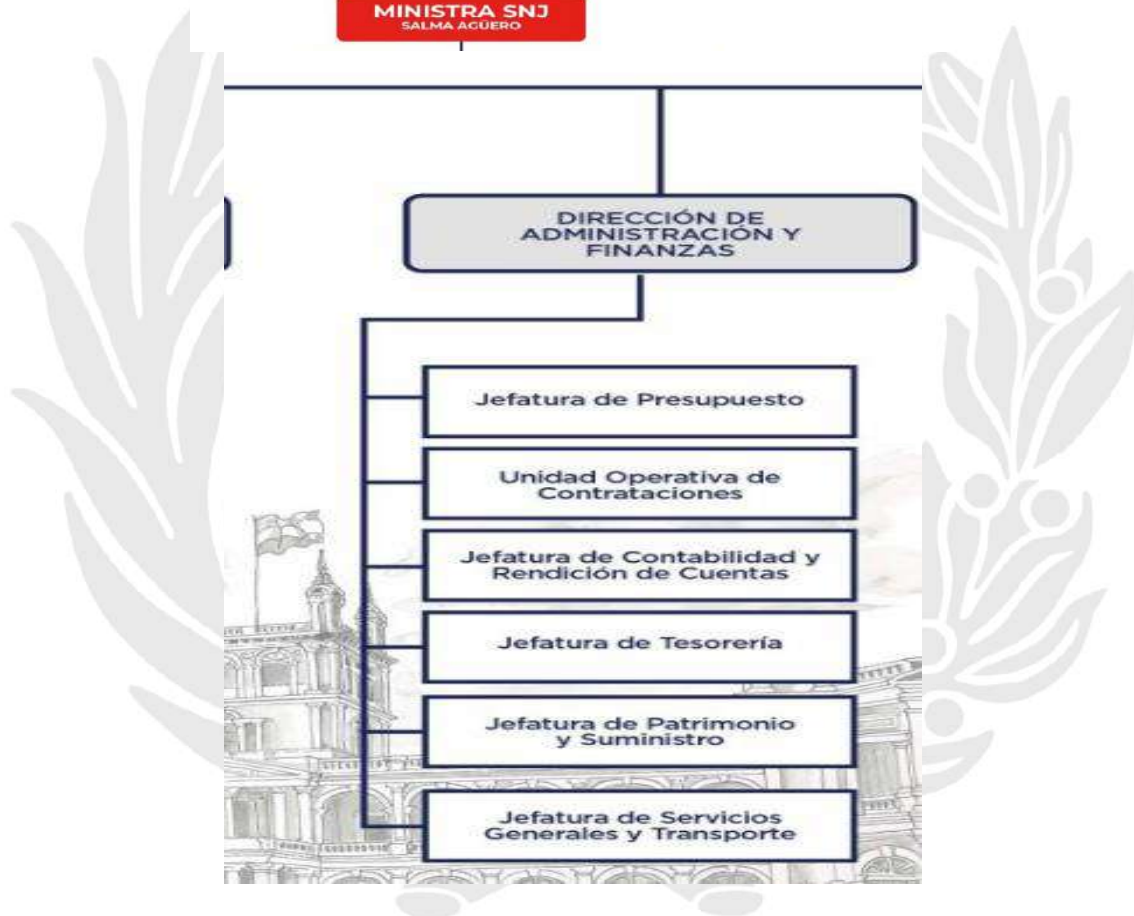 MINISTRA SNJ
SALMA AGÜERO
DIRECCIÓN DE
ADMINISTRACIÓN Y
FINANZAS
Jefatura de Presupuesto
Unidad Operativa de
Contrataciones
Jefatura de Contabilidad y
Rendición de Cuentas
Jefatura de Tesorería
Jefatura de Patrimonio
y Suministro
Jefatura de Servicios
Generales y Transporte